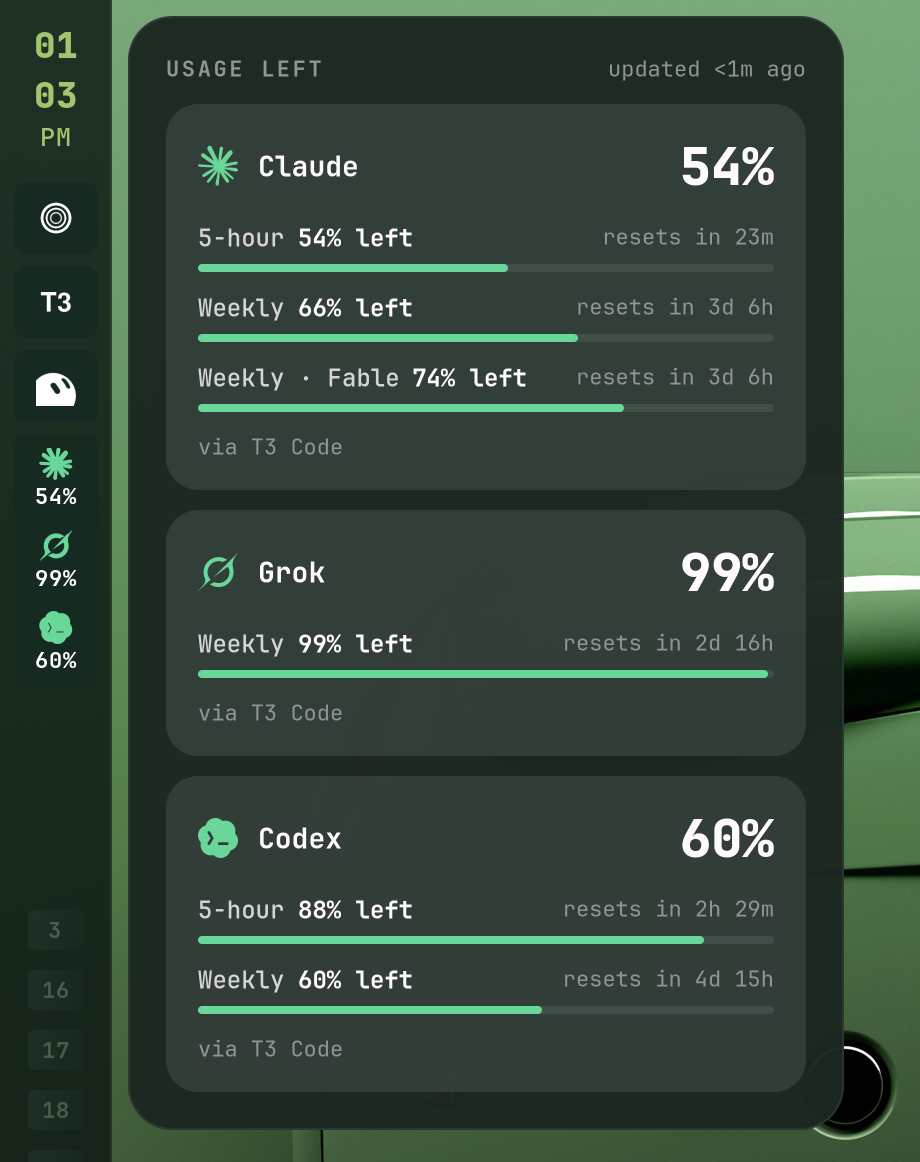 01
03
PM
T3
54%
99%
60%
3
16
17
18
USAGE LEFT updated <1m ago
Claude 54%
5-hour 54% left resets in 23m
Weekly 66% left resets in 3d 6h
Weekly · Fable 74% left resets in 3d 6h
via T3 Code
Grok 99%
Weekly 99% left resets in 2d 16h
via T3 Code
Codex 60%
5-hour 88% left resets in 2h 29m
Weekly 60% left resets in 4d 15h
via T3 Code